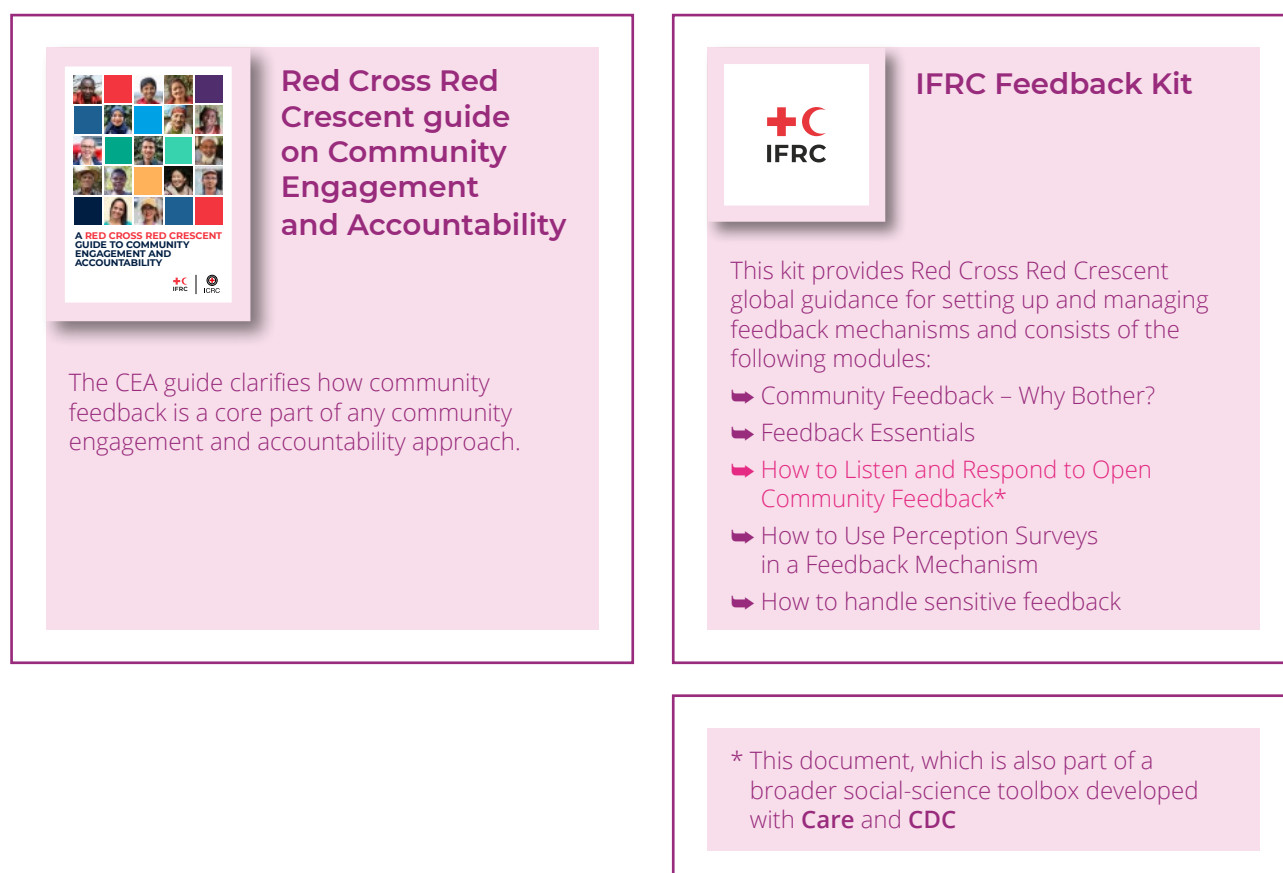 Red Cross Red
Crescent guide
on Community
Engagement
and Accountability
A RED CROSS RED CRESCENT
GUIDE TO COMMUNITY
ENGAGEMENT AND
ACCOUNTABILITY
IFRC
ICRC
The CEA guide clarifies how community
feedback is a core part of any community
engagement and accountability approach.
IFRC Feedback Kit
IFRC
This kit provides Red Cross Red Crescent
global guidance for setting up and managing
feedback mechanisms and consists of the
following modules:
➥ Community Feedback – Why Bother?
➥ Feedback Essentials
➥ How to Listen and Respond to Open
Community Feedback*
➥ How to Use Perception Surveys
in a Feedback Mechanism
➥ How to handle sensitive feedback
* This document, which is also part of a
broader social-science toolbox developed
with Care and CDC